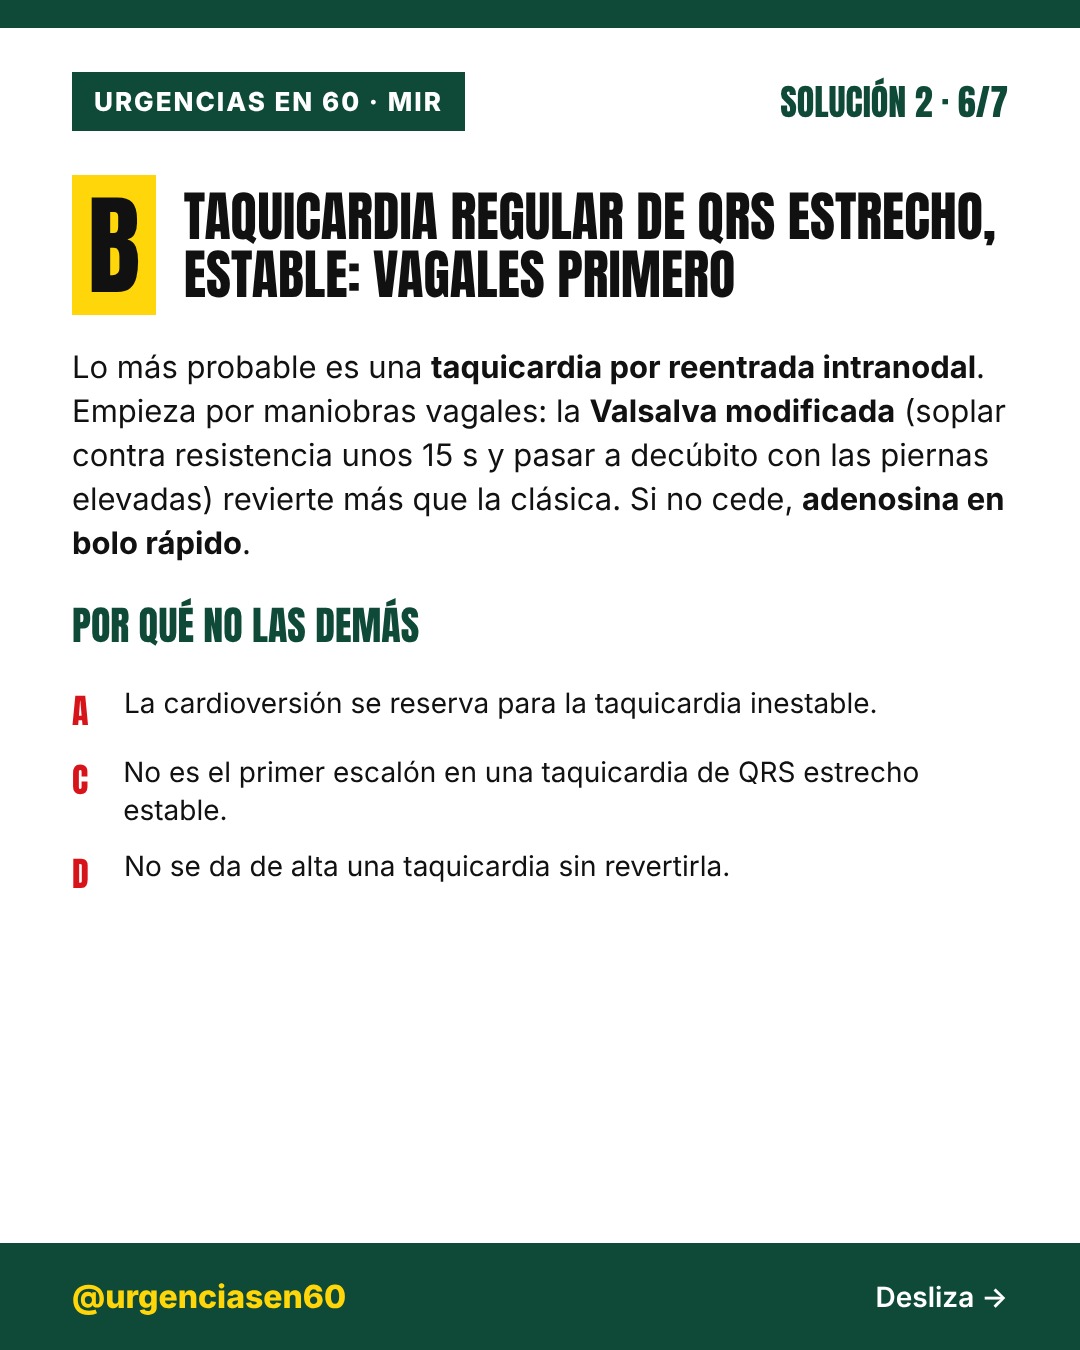 URGENCIAS EN 60 · MIR
SOLUCIÓN 2 · 6/7
B
TAQUICARDIA REGULAR DE QRS ESTRECHO,
ESTABLE: VAGALES PRIMERO
Lo más probable es una taquicardia por reentrada intranodal.
Empieza por maniobras vagales: la Valsalva modificada (soplar
contra resistencia unos 15 s y pasar a decúbito con las piernas
elevadas) revierte más que la clásica. Si no cede, adenosina en
bolo rápido.
POR QUÉ NO LAS DEMÁS
A La cardioversión se reserva para la taquicardia inestable.
C No es el primer escalón en una taquicardia de QRS estrecho
estable.
D No se da de alta una taquicardia sin revertirla.
@urgenciasen60
Desliza →